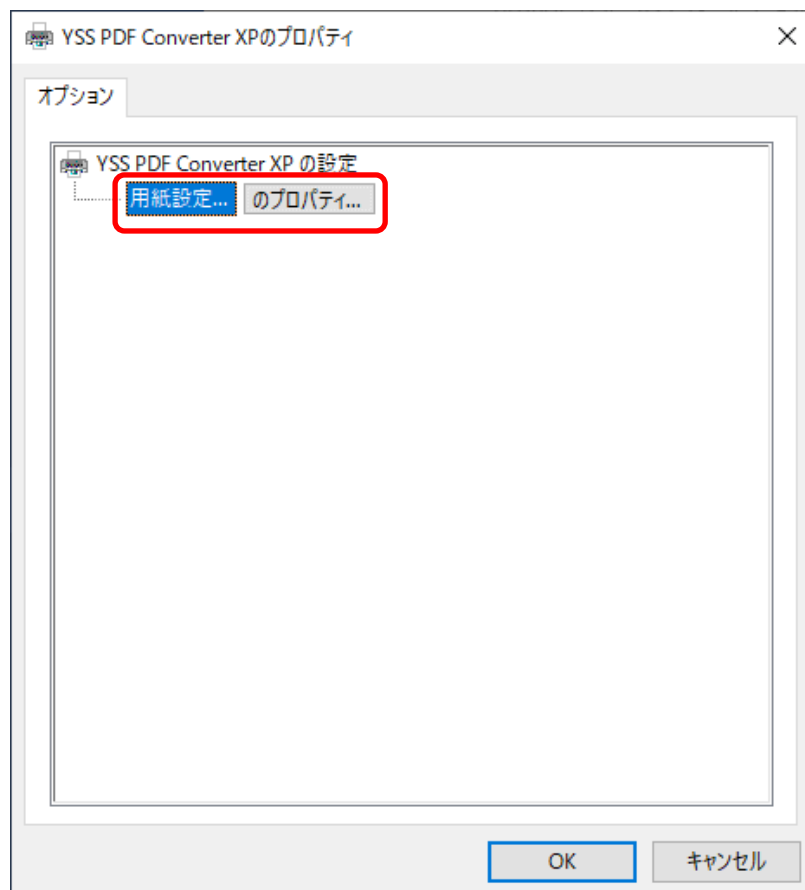 YSS PDF Converter XPのプロパティ
オプション
YSS PDF Converter XP の設定
用紙設定... のプロパティ...
OK キャンセル